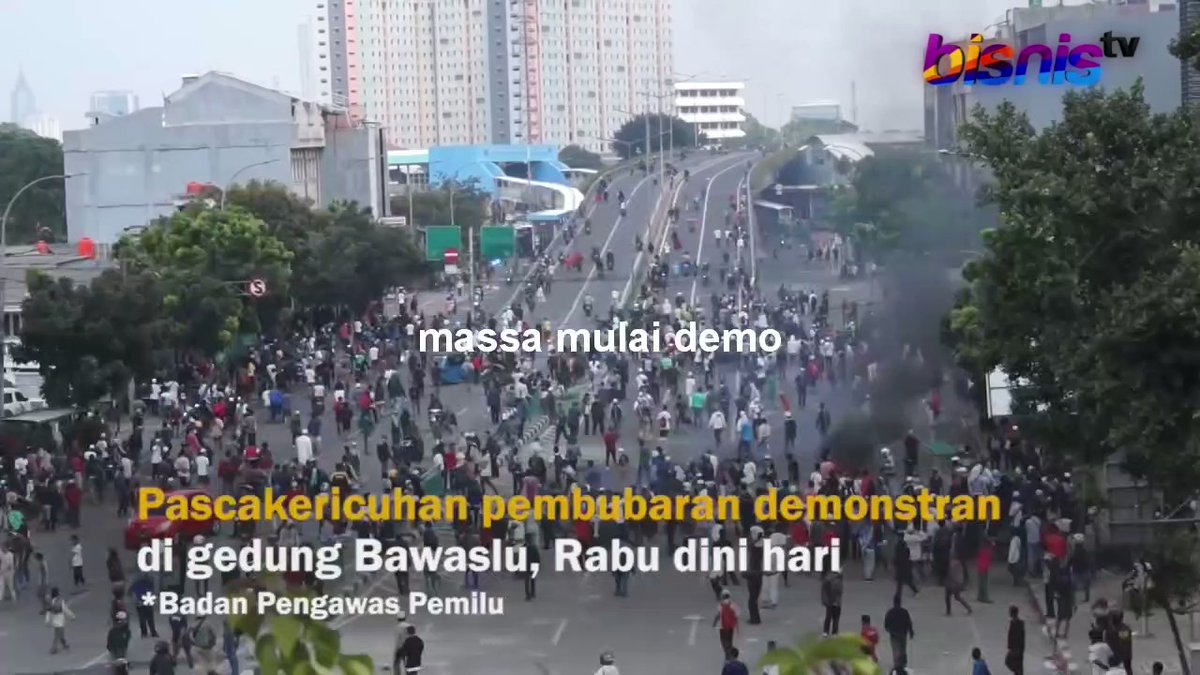 bisnis tv
massa mulai demo
Pascakericuhan pembubaran demonstran
di gedung Bawaslu, Rabu dini hari
*Badan Pengawas Pemilu